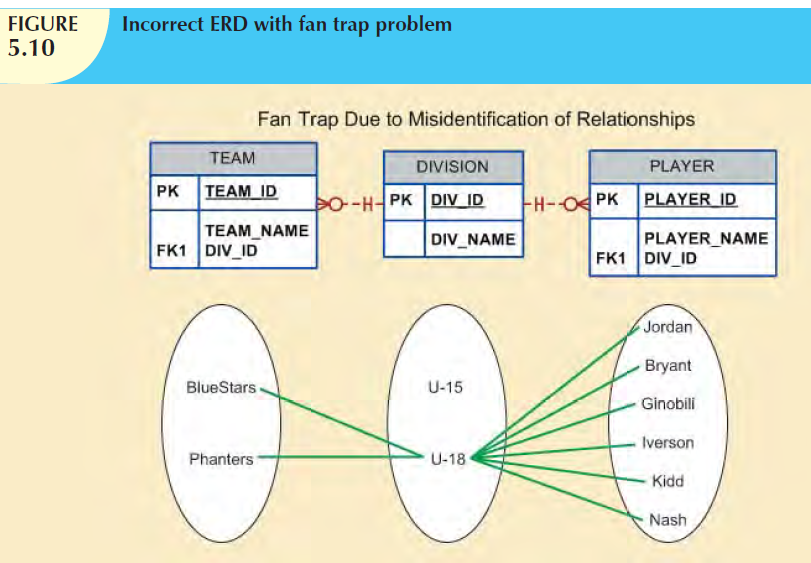 FIGURE
5.10
Incorrect ERD with fan trap problem
Fan Trap Due to Misidentification of Relationships
TEAM
PK TEAM_ID
TEAM_NAME
FK1 DIV_ID
DIVISION
PK DIV_ID
DIV_NAME
PLAYER
PK PLAYER_ID
PLAYER_NAME
FK1 DIV_ID
BlueStars
Phanters
U-15
U-18
Jordan
Bryant
Ginobili
Iverson
Kidd
Nash